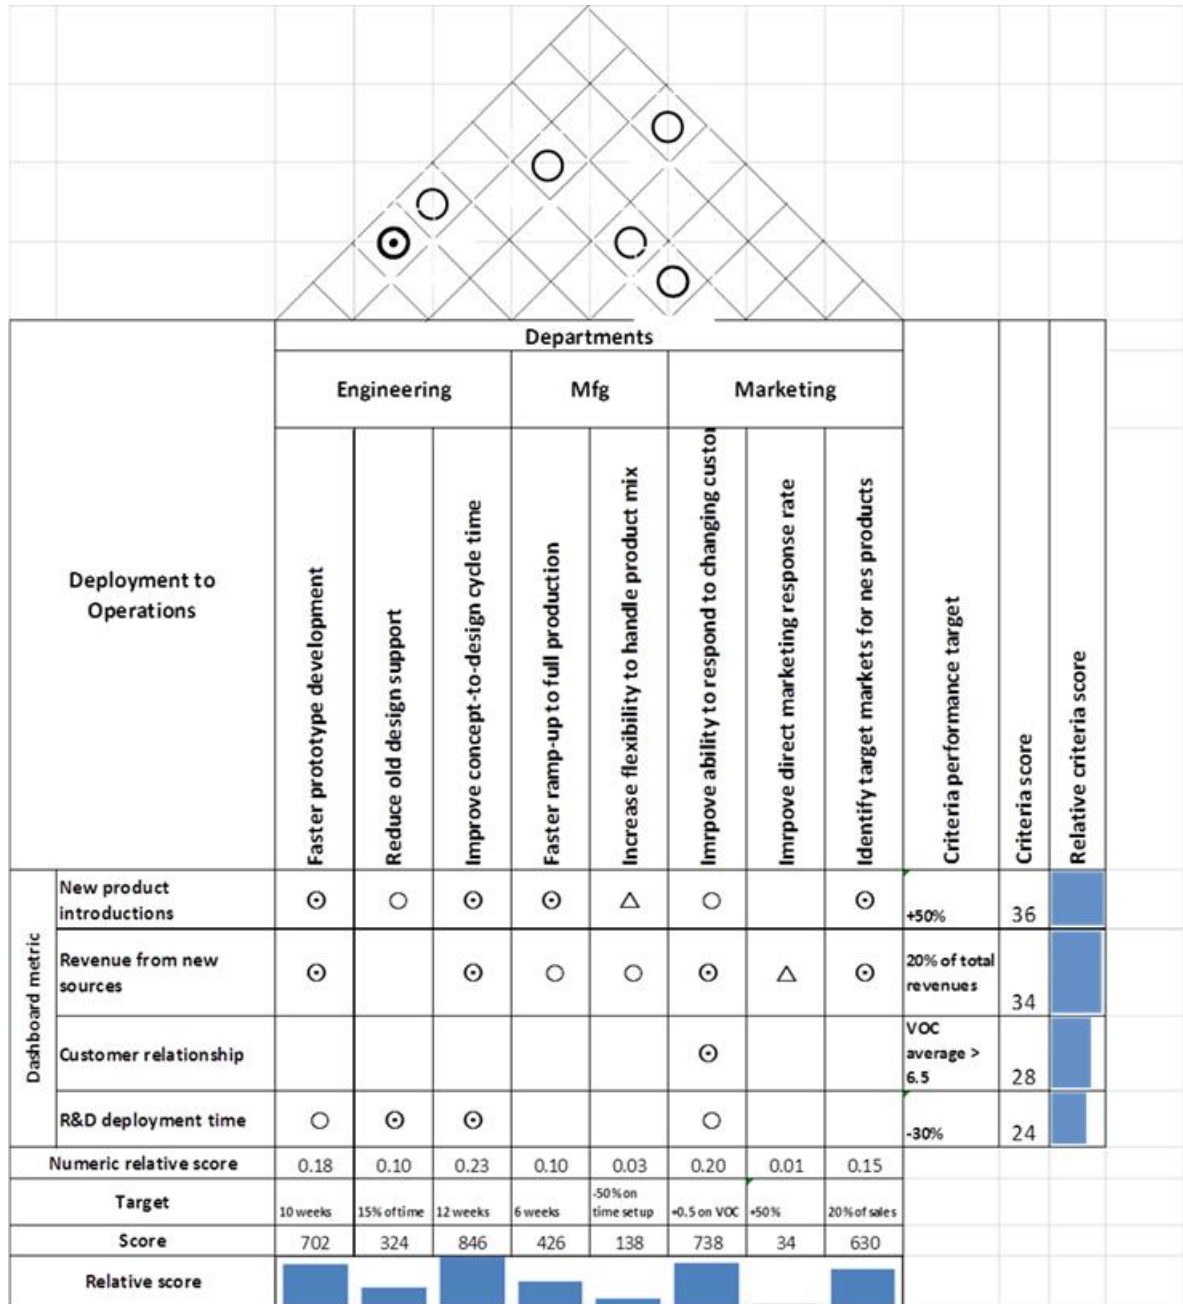 Departments
Engineering
Mfg
Marketing
Deployment to
Operations
Faster prototype development
Reduce old design support
Improve concept-to-design cycle time
Faster ramp-up to full production
Increase flexibility to handle product mix
Imrpove ability to respond to changing custo
Imrpove direct marketing response rate
Identify target markets for nes products
Criteria performance target
Criteria score
Relative criteria score
Dashboard metric
New product
introductions
+50%
36
Revenue from new
sources
20% of total
revenues
34
Customer relationship
VOC
average >
6.5
28
R&D deployment time
-30%
24
Numeric relative score 0.18 0.10 0.23 0.10 0.03 0.20 0.01 0.15
Target 10 weeks 15% of time 12 weeks 6 weeks
-50% on
time setup
+0.5 on VOC +50% 20% of sales
Score 702 324 846 426 138 738 34 630
Relative score